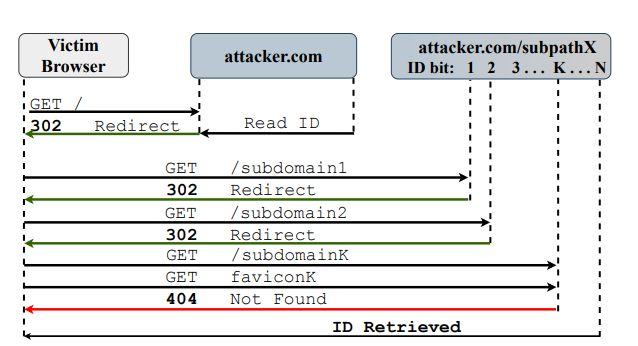 Victim
Browser
attacker.com
attacker.com/subpathX
ID bit: 1 2 3 . . . K . . . N
GET /
302 Redirect
Read ID
GET /subdomain1
302 Redirect
GET /subdomain2
302 Redirect
GET /subdomainK
GET faviconK
404 Not Found
ID Retrieved